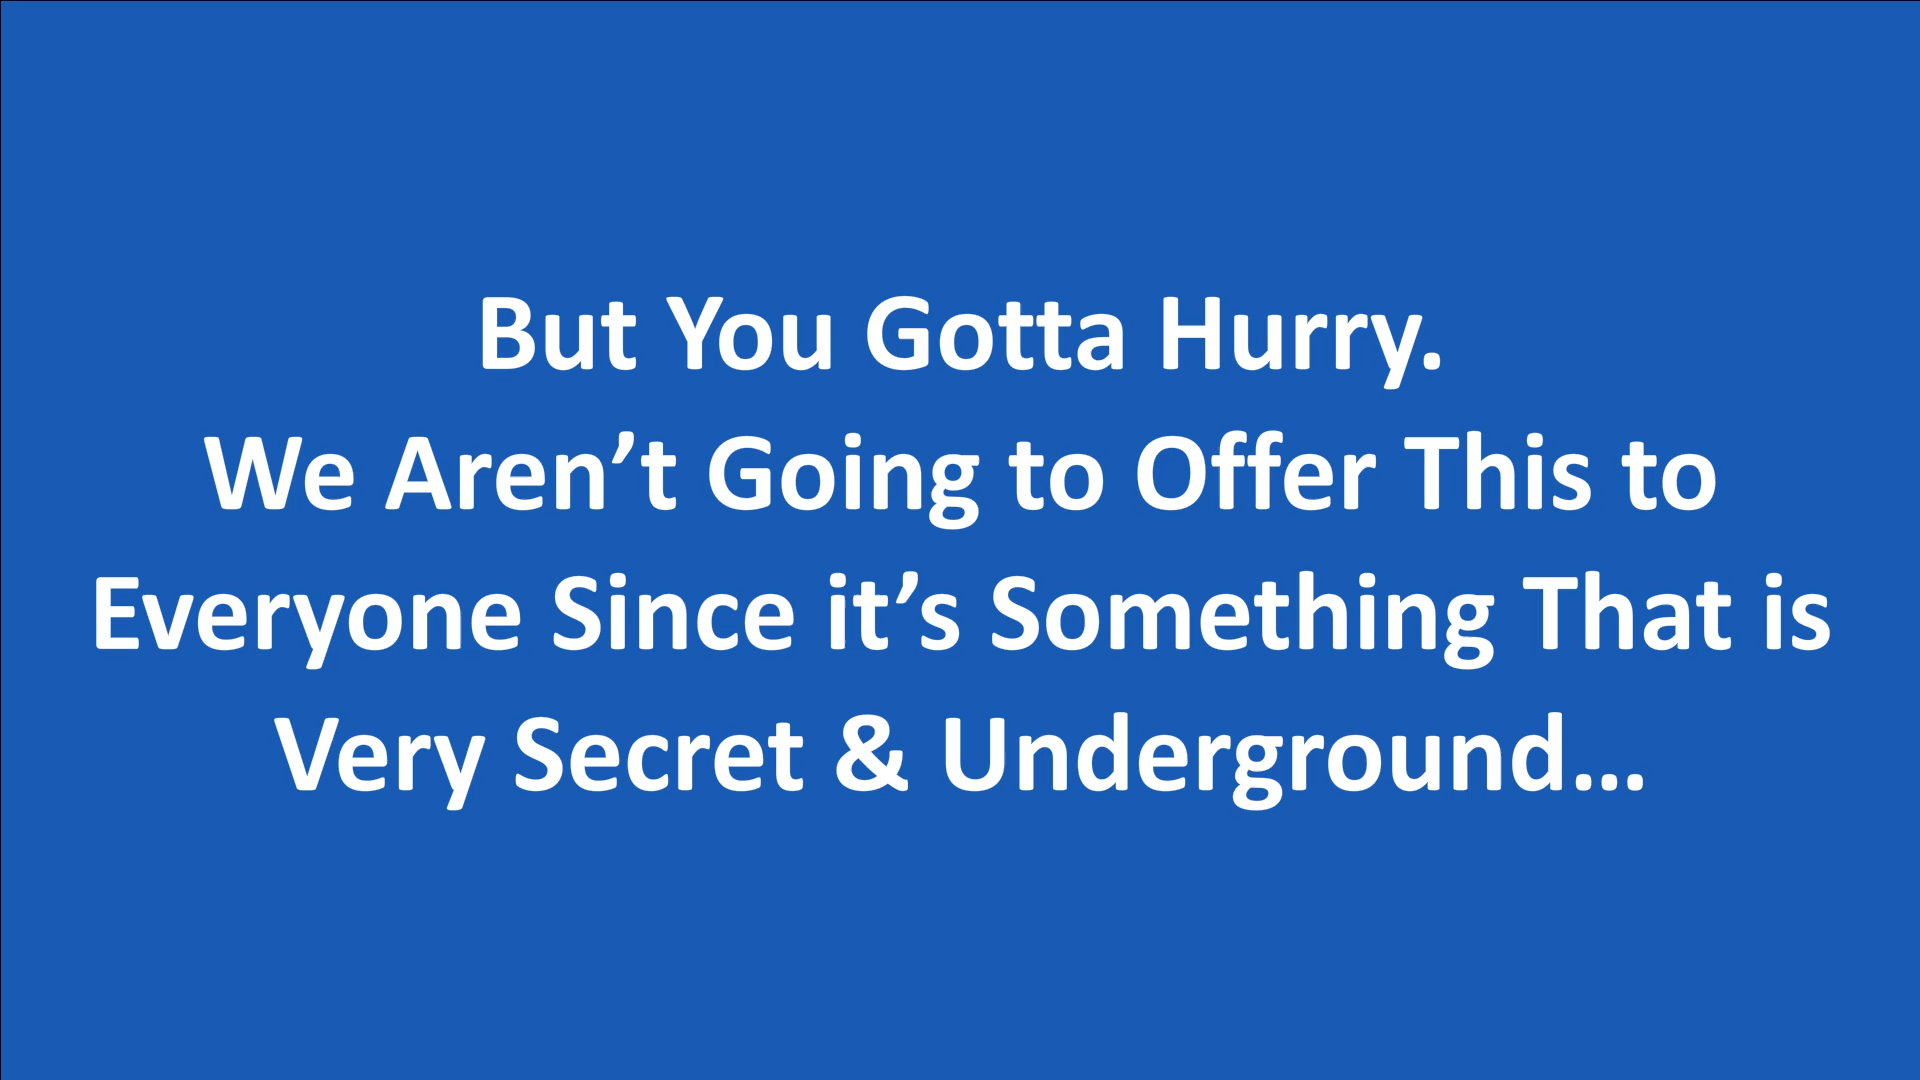 But You Gotta Hurry.
We Aren’t Going to Offer This to
Everyone Since it’s Something That is
Very Secret & Underground...